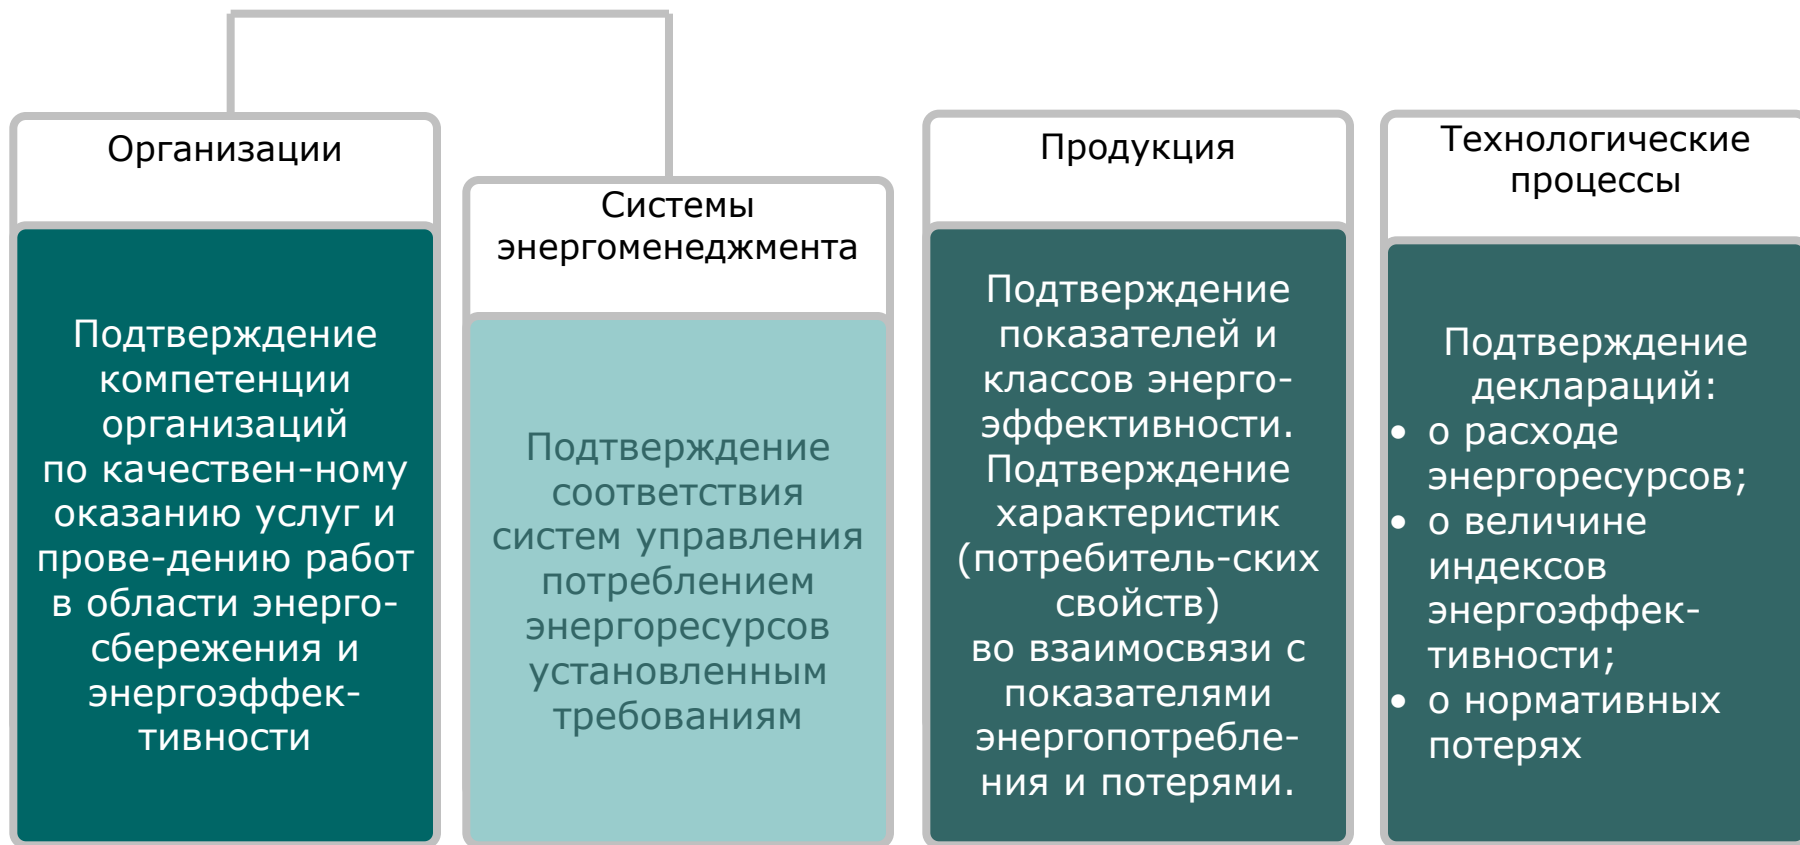 Организации
Подтверждение
компетенции
организаций
по качествен-ному
оказанию услуг и
прове-дению работ
в области энерго-
сбережения и
энергоэффек-
тивности
Системы
энергоменеджмента
Подтверждение
соответствия
систем управления
потреблением
энергоресурсов
установленным
требованиям
Продукция
Подтверждение
показателей и
классов энерго-
эффективности.
Подтверждение
характеристик
(потребитель-ских
свойств)
во взаимосвязи с
показателями
энергопотребле-
ния и потерями.
Технологические
процессы
Подтверждение
деклараций:
• о расходе
энергоресурсов;
• о величине
индексов
энергоэффек-
тивности;
• о нормативных
потерях